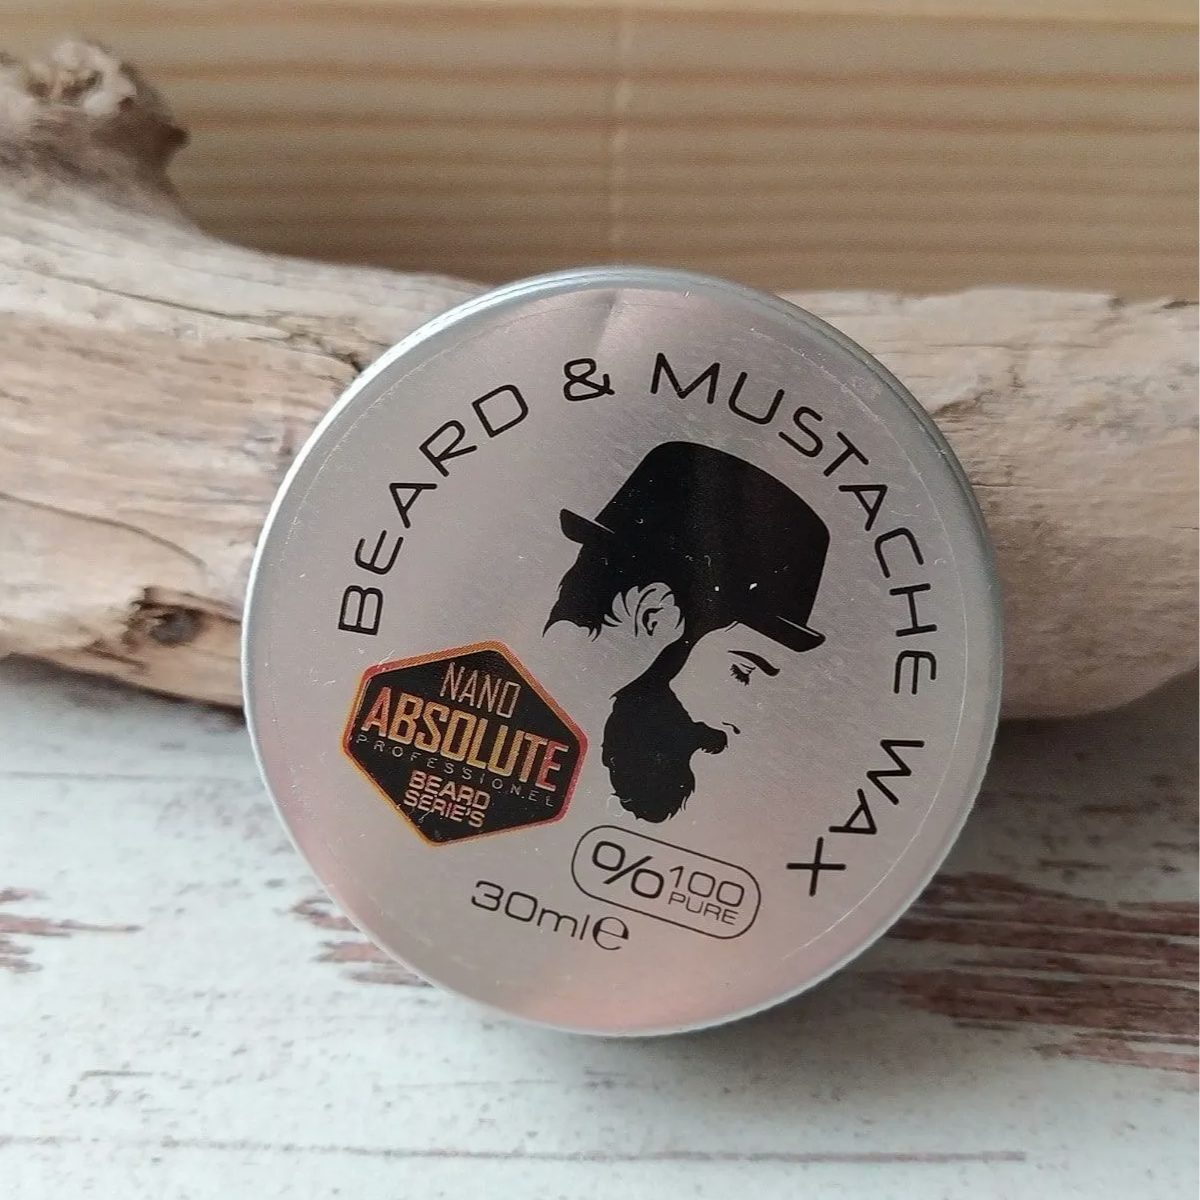 BEARD & MUSTACHE WAX
NANO
ABSOLUTE
PROFESSIONEL
BEARD
SERIE'S
%100
PURE
30ml℮